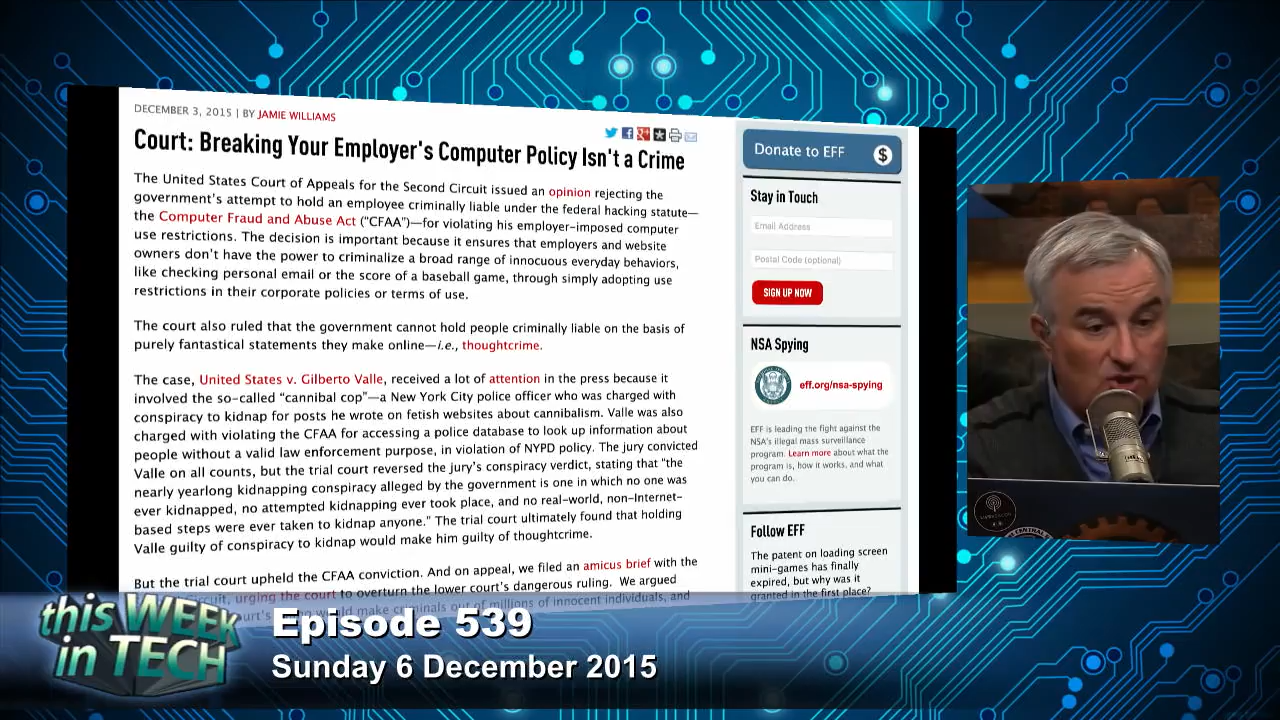 DECEMBER 3, 2015 | BY JAMIE WILLIAMS
Court: Breaking Your Employer's Computer Policy Isn't a Crime
The United States Court of Appeals for the Second Circuit issued an opinion rejecting the
government's attempt to hold an employee criminally liable under the federal hacking statute—
the Computer Fraud and Abuse Act ("CFAA")—for violating his employer-imposed computer
use restrictions. The decision is important because it ensures that employers and website
owners don't have the power to criminalize a broad range of innocuous everyday behaviors,
like checking personal email or the score of a baseball game, through simply adopting use
restrictions in their corporate policies or terms of use.
The court also ruled that the government cannot hold people criminally liable on the basis of
purely fantastical statements they make online—i.e., thoughtcrime.
The case, United States v. Gilberto Valle, received a lot of attention in the press because it
involved the so-called "cannibal cop"—a New York City police officer who was charged with
conspiracy to kidnap for posts he wrote on fetish websites about cannibalism. Valle was also
charged with violating the CFAA for accessing a police database to look up information about
people without a valid law enforcement purpose, in violation of NYPD policy. The jury convicted
Valle on all counts, but the trial court reversed the jury's conspiracy verdict, stating that "the
nearly yearlong kidnapping conspiracy alleged by the government is one in which no one was
ever kidnapped, no attempted kidnapping ever took place, and no real-world, non-Internet-
based steps were ever taken to kidnap anyone." The trial court ultimately found that holding
Valle guilty of conspiracy to kidnap would make him guilty of thoughtcrime.
But the trial court upheld the CFAA conviction. And on appeal, we filed an amicus brief with the
urging the court to overturn the lower court's dangerous ruling. We argued
would make criminals out of millions of innocent individuals, and
Donate to EFF $
Stay in Touch
Email Address
Postal Code (optional)
SIGN UP NOW
NSA Spying
eff.org/nsa-spying
EFF is leading the fight against the
NSA's illegal mass surveillance
program. Learn more about what the
program is, how it works, and what
you can do.
Follow EFF
The patent on loading screen
mini-games has finally
expired, but why was it
granted in the first place?
this WEEK
in TECH
Episode 539
Sunday 6 December 2015